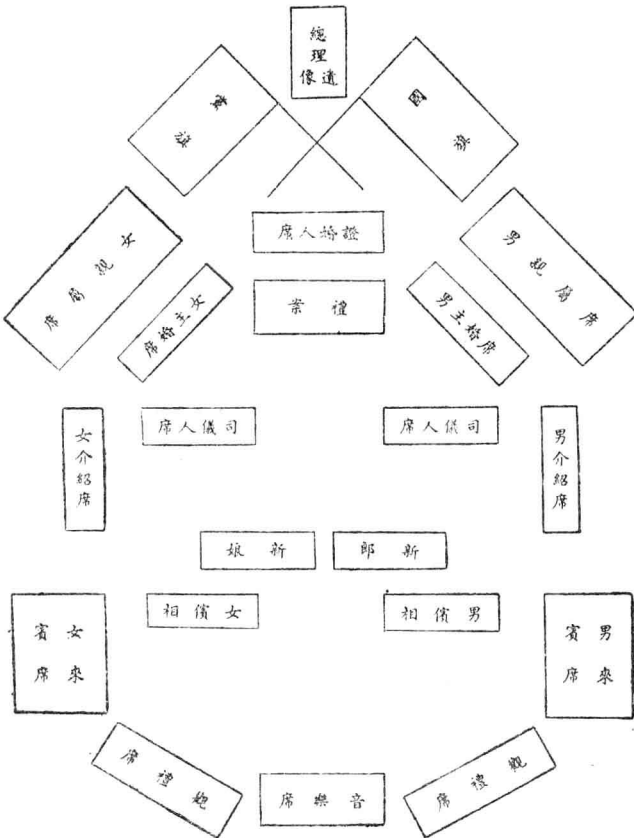 總理遺像
國旗
黨旗
證婚人席
禮案
男親屬席
女親屬席
男主婚席
女主婚席
司儀人席
司儀人席
男介紹席
女介紹席
新郎
新娘
男儐相
女儐相
男來
賓席
女來
賓席
觀禮席
音樂席
觀禮席